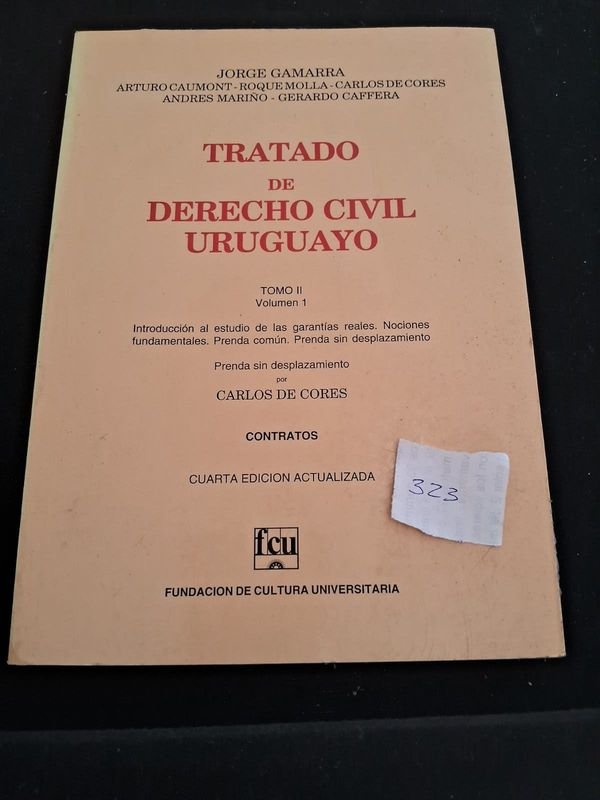 JORGE GAMARRA
ARTURO CAUMONT - ROQUE MOLLA - CARLOS DE CORES
ANDRES MARIÑO - GERARDO CAFFERA
TRATADO
DE
DERECHO CIVIL
URUGUAYO
TOMO II
Volumen 1
Introducción al estudio de las garantías reales. Nociones
fundamentales. Prenda común. Prenda sin desplazamiento
Prenda sin desplazamiento
por
CARLOS DE CORES
CONTRATOS
CUARTA EDICION ACTUALIZADA
323
fcu
FUNDACION DE CULTURA UNIVERSITARIA